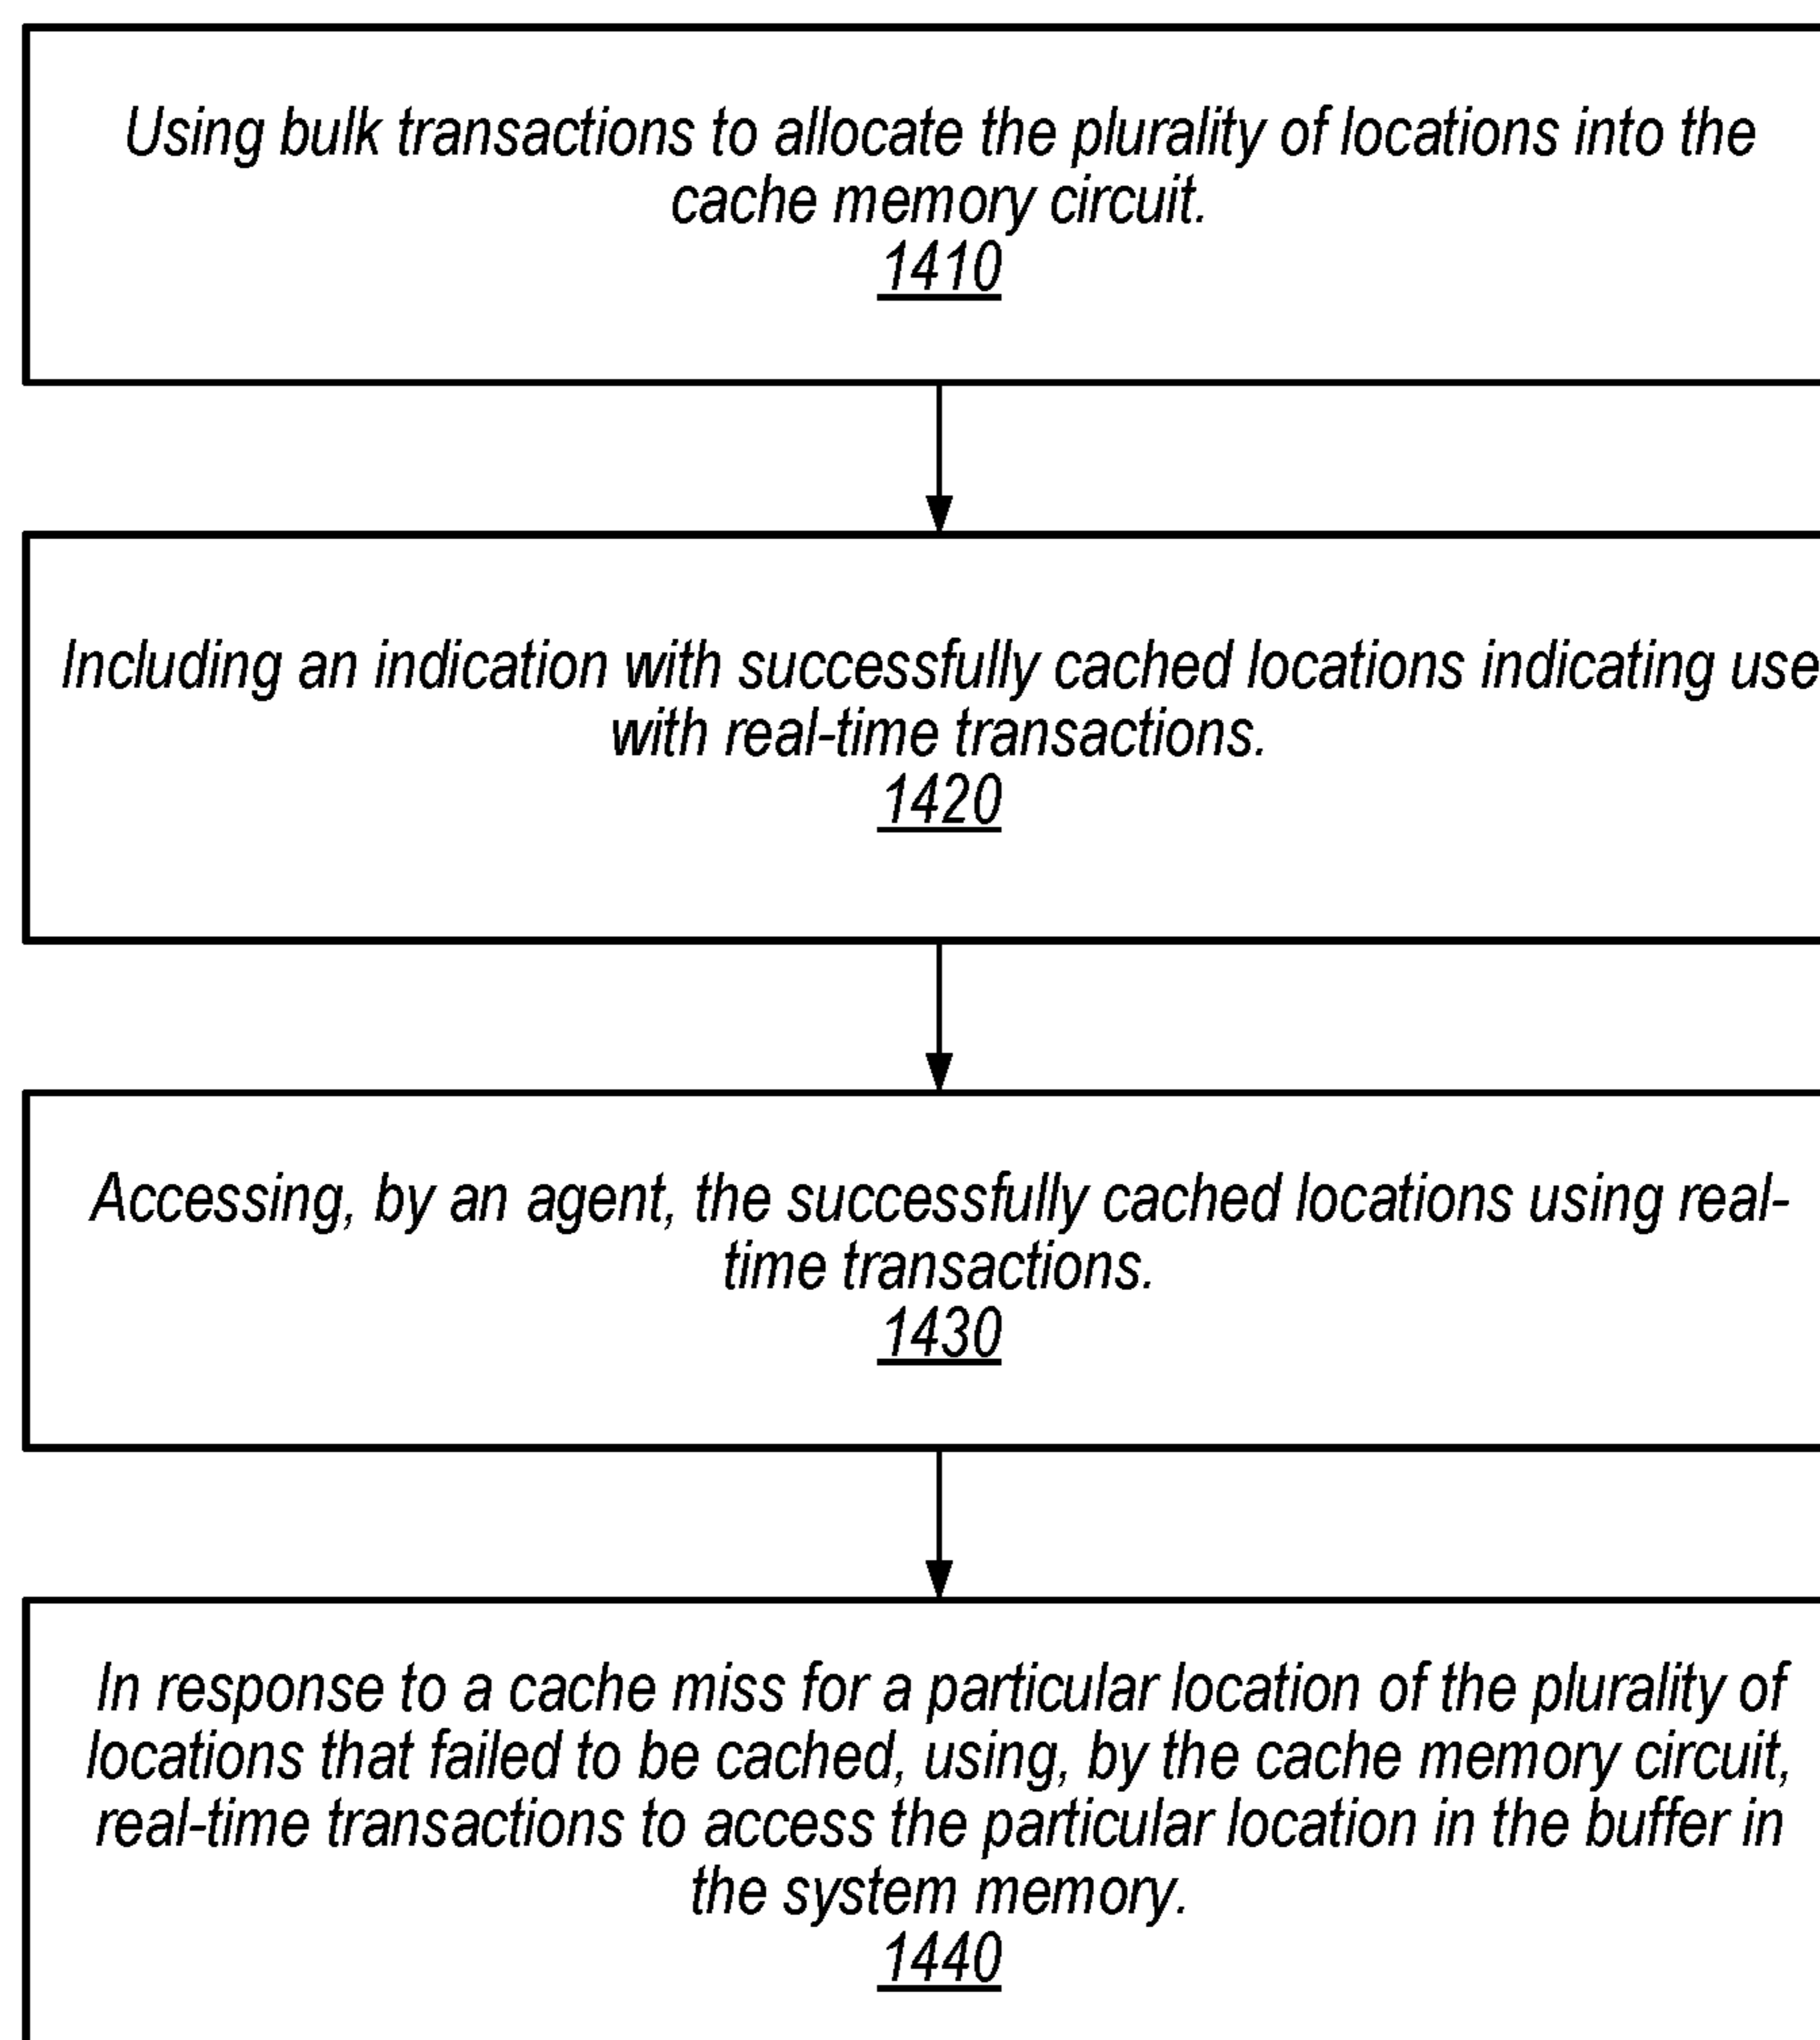 Using bulk transactions to allocate the plurality of locations into the
cache memory circuit.
1410
Including an indication with successfully cached locations indicating use
with real-time transactions.
1420
Accessing, by an agent, the successfully cached locations using real-
time transactions.
1430
In response to a cache miss for a particular location of the plurality of
locations that failed to be cached, using, by the cache memory circuit,
real-time transactions to access the particular location in the buffer in
the system memory.
1440